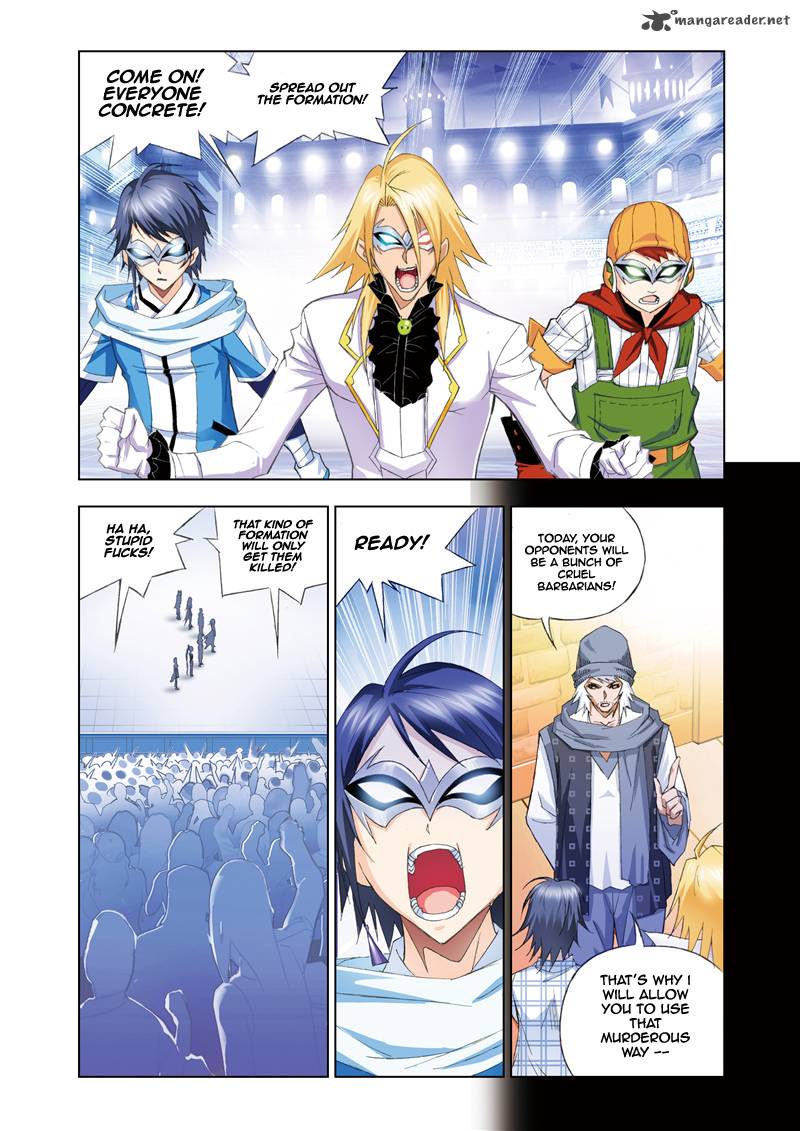 mangareader.net
COME ON!
EVERYONE
CONCRETE!
SPREAD OUT
THE FORMATION!
HA HA,
STUPID
FUCKS!
THAT KIND OF
FORMATION
WILL ONLY
GET THEM
KILLED!
READY!
TODAY, YOUR
OPPONENTS WILL
BE A BUNCH OF
CRUEL
BARBARIANS!
THAT'S WHY I
WILL ALLOW
YOU TO USE
THAT
MURDEROUS
WAY --